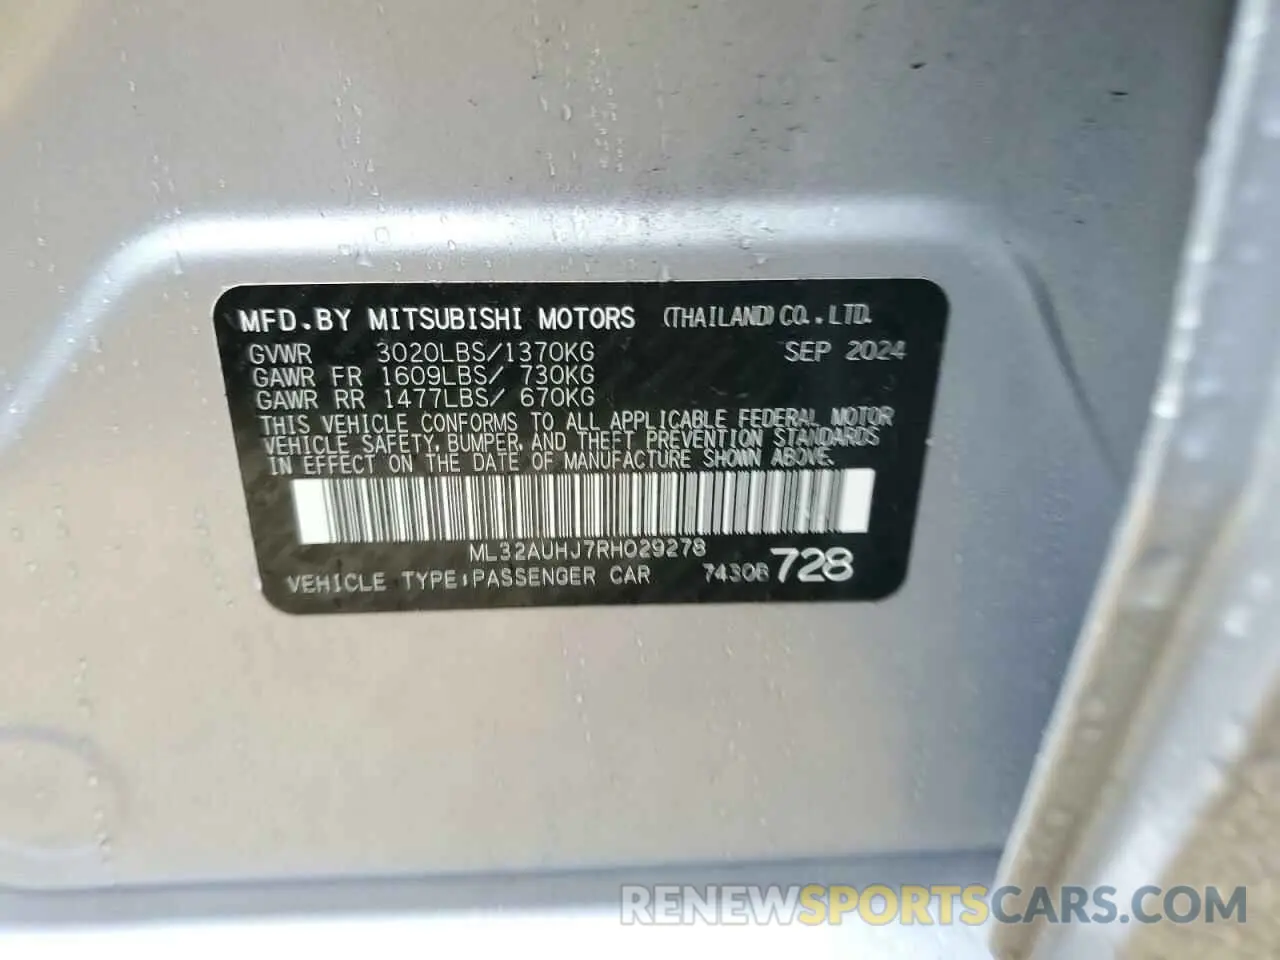 MFD.BY MITSUBISHI MOTORS (THAILAND) CO.,LTD.
GVWR 3020LBS/1370KG SEP 2024
GAWR FR 1609LBS/ 730KG
GAWR RR 1477LBS/ 670KG
THIS VEHICLE CONFORMS TO ALL APPLICABLE FEDERAL MOTOR
VEHICLE SAFETY, BUMPER, AND THEFT PREVENTION STANDARDS
IN EFFECT ON THE DATE OF MANUFACTURE SHOWN ABOVE.
ML32AUHJ7RH029278
VEHICLE TYPE:PASSENGER CAR 7430B 728
RENEWSPORTSCARS.COM